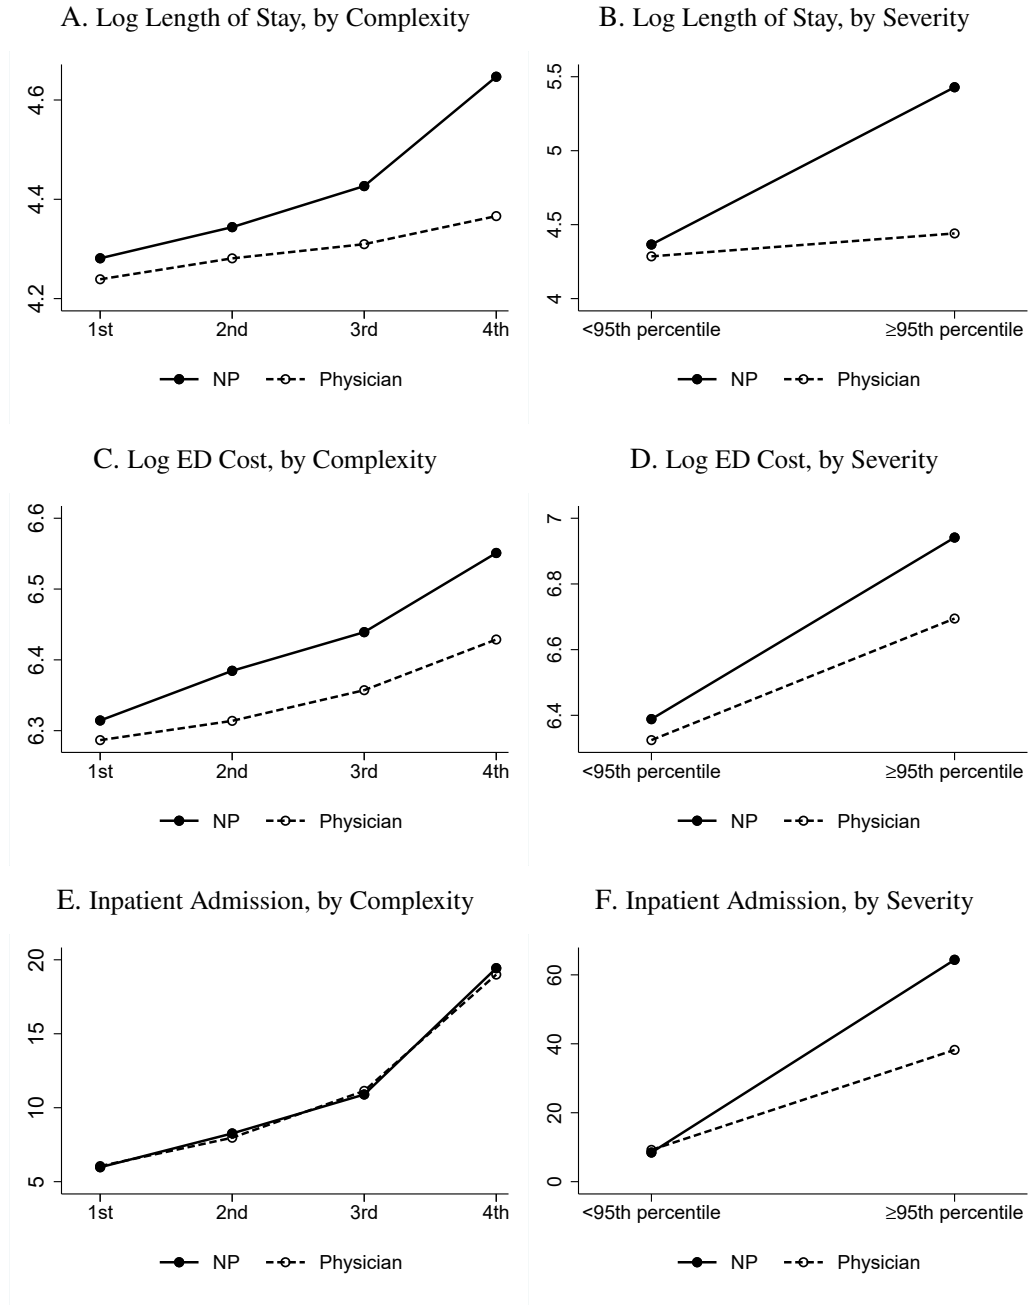 A. Log Length of Stay, by Complexity
4.6
4.4
4.2
1st 2nd 3rd 4th
NP Physician
B. Log Length of Stay, by Severity
5.5
5
4.5
4
<95th percentile ≥95th percentile
NP Physician
C. Log ED Cost, by Complexity
6.6
6.5
6.4
6.3
1st 2nd 3rd 4th
NP Physician
D. Log ED Cost, by Severity
7
6.8
6.6
6.4
<95th percentile ≥95th percentile
NP Physician
E. Inpatient Admission, by Complexity
20
15
10
5
1st 2nd 3rd 4th
NP Physician
F. Inpatient Admission, by Severity
60
40
20
0
<95th percentile ≥95th percentile
NP Physician